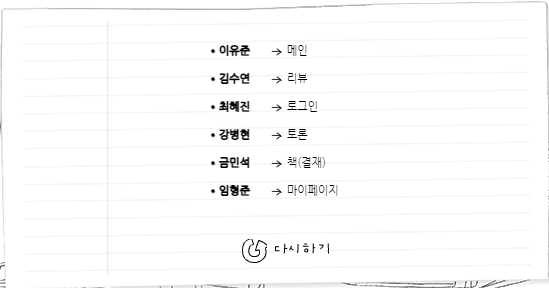 • 이유준 → 메인
• 김수연 → 리뷰
• 최혜진 → 로그인
• 강병현 → 토론
• 금민석 → 책(결재)
• 임형준 → 마이페이지
다시하기